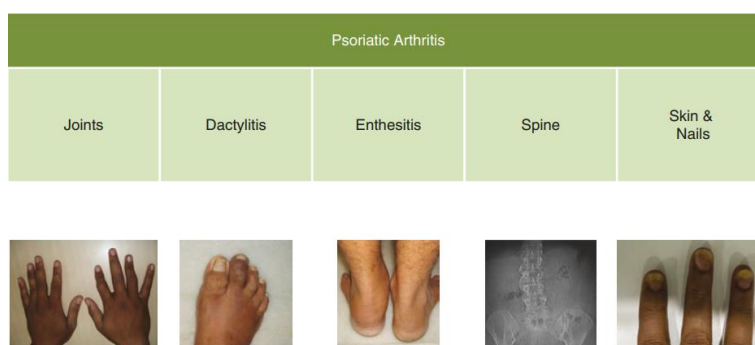 Psoriatic Arthritis
Joints
Dactylitis
Enthesitis
Spine
Skin &
Nails